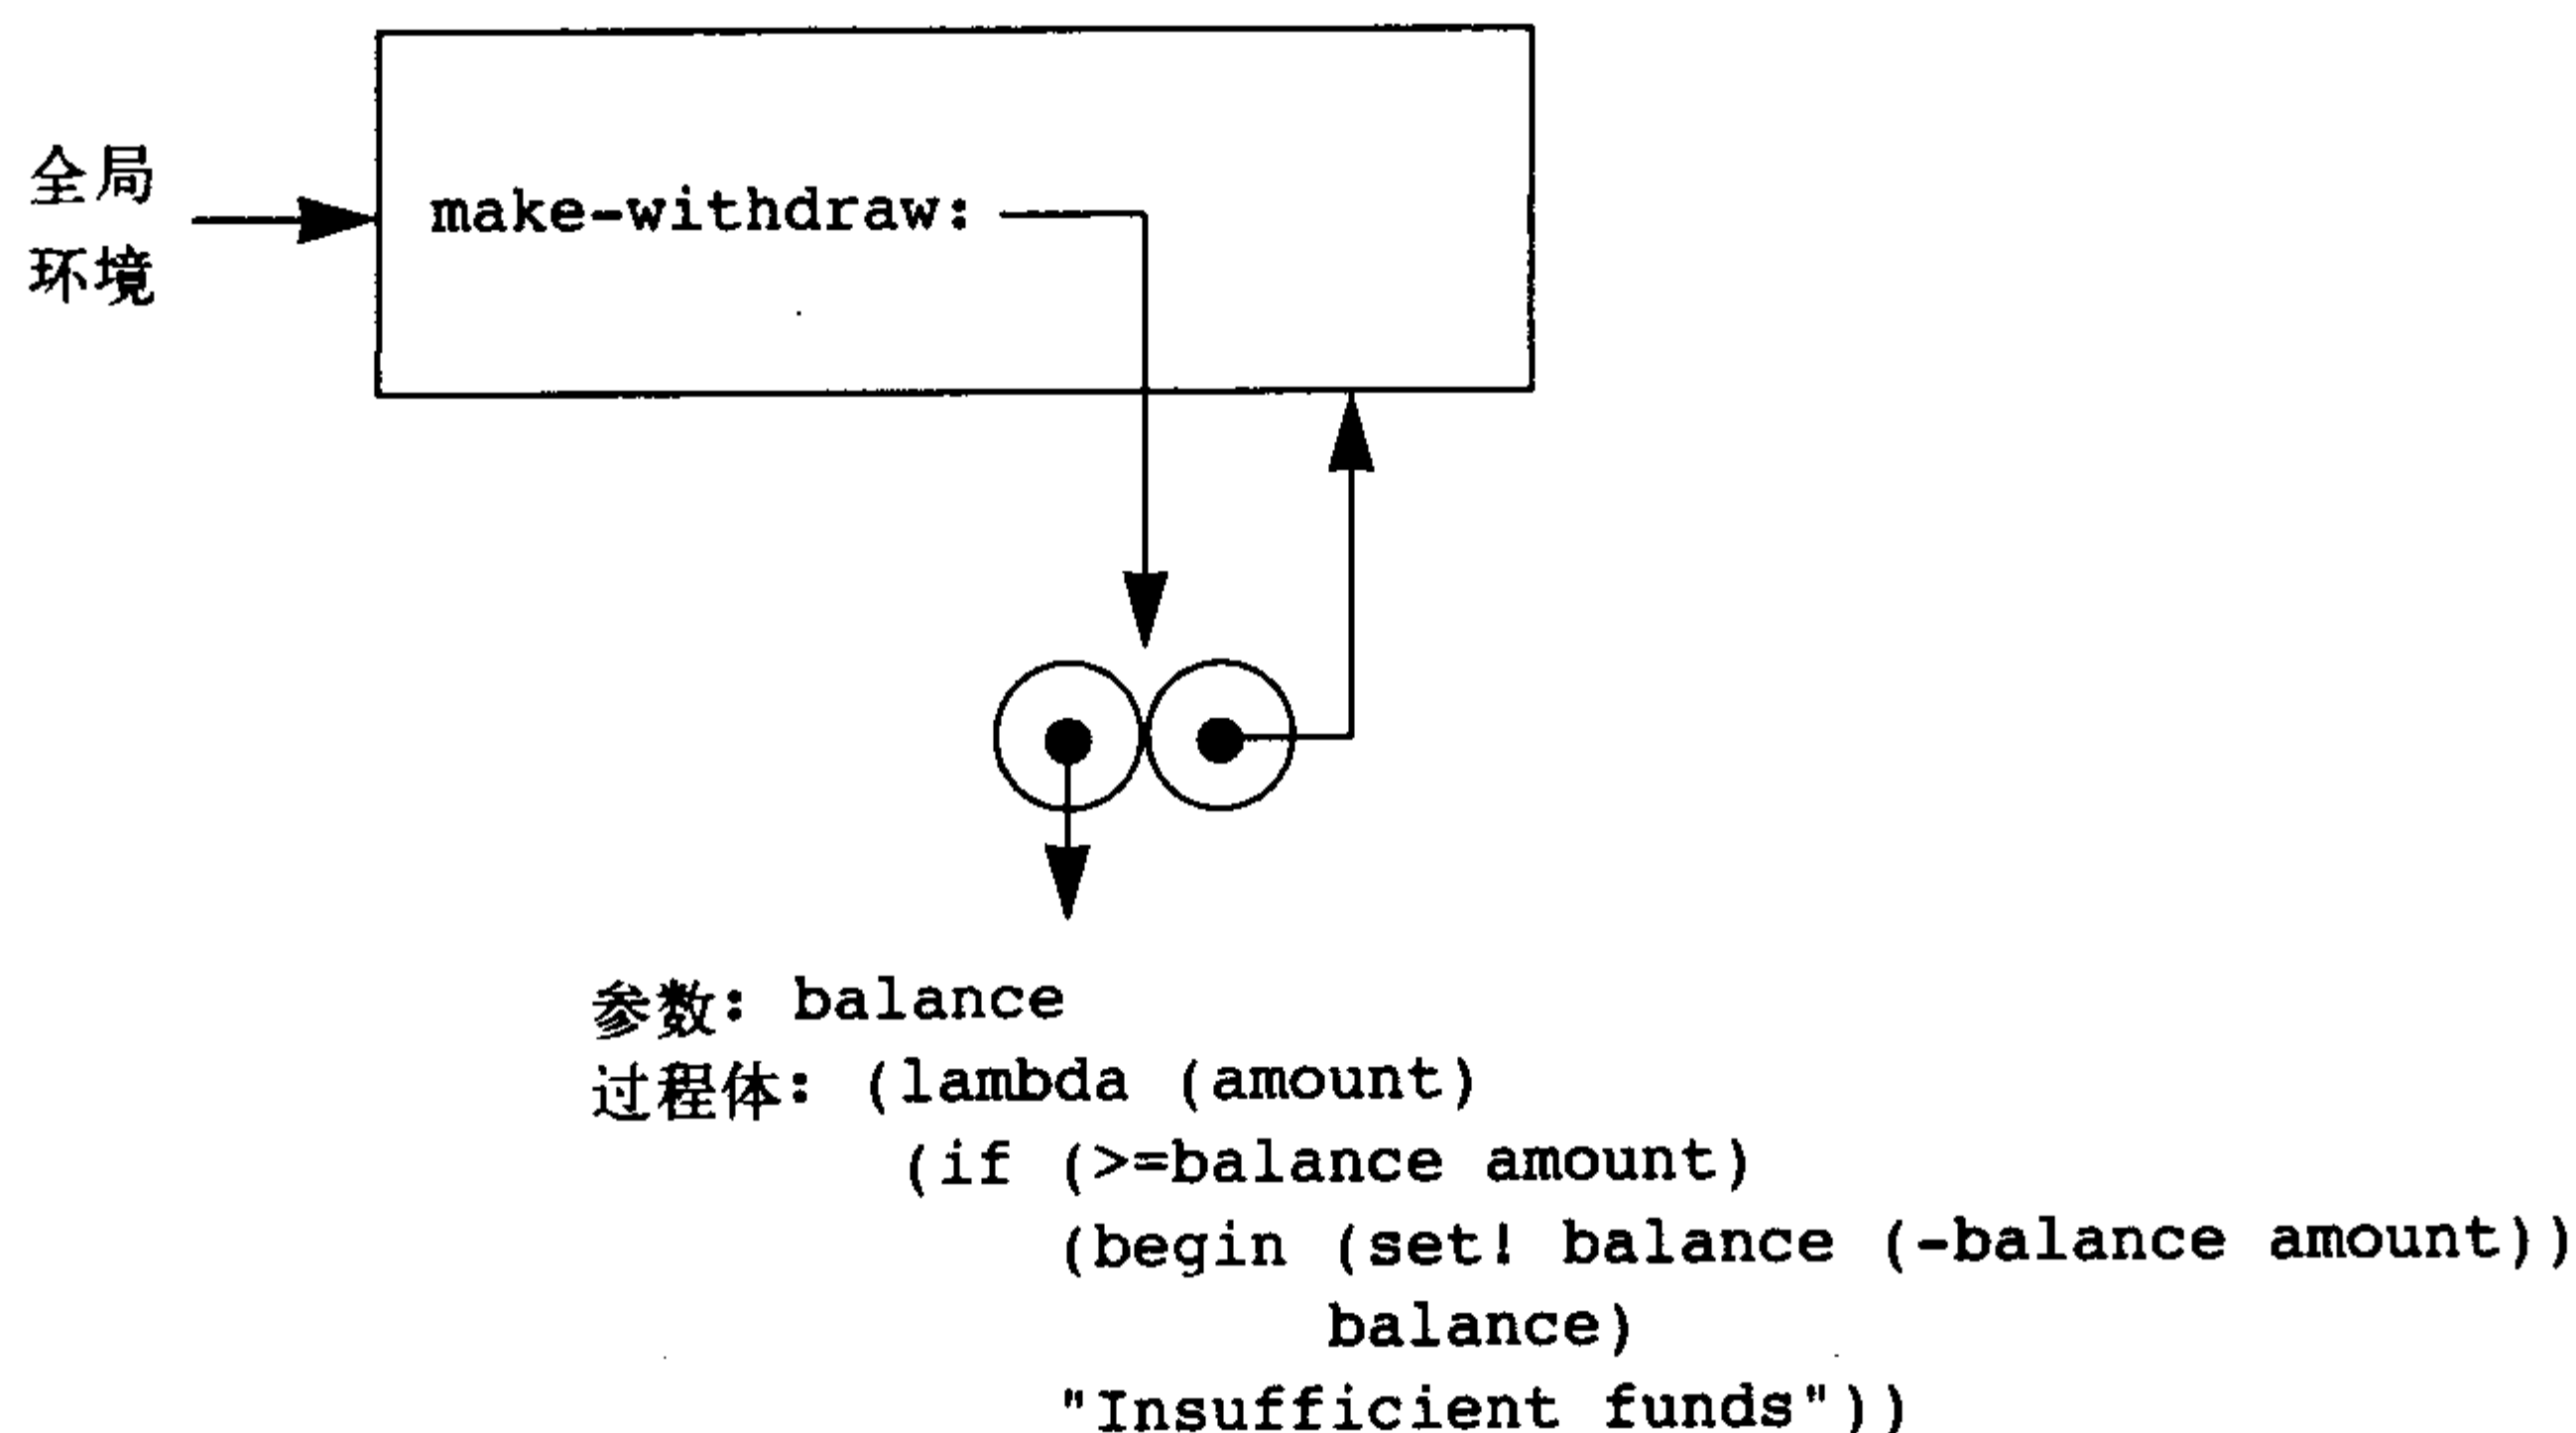 全局
环境
make-withdraw:
参数: balance
过程体: (lambda (amount)
(if (>=balance amount)
(begin (set! balance (-balance amount))
balance)
"Insufficient funds"))